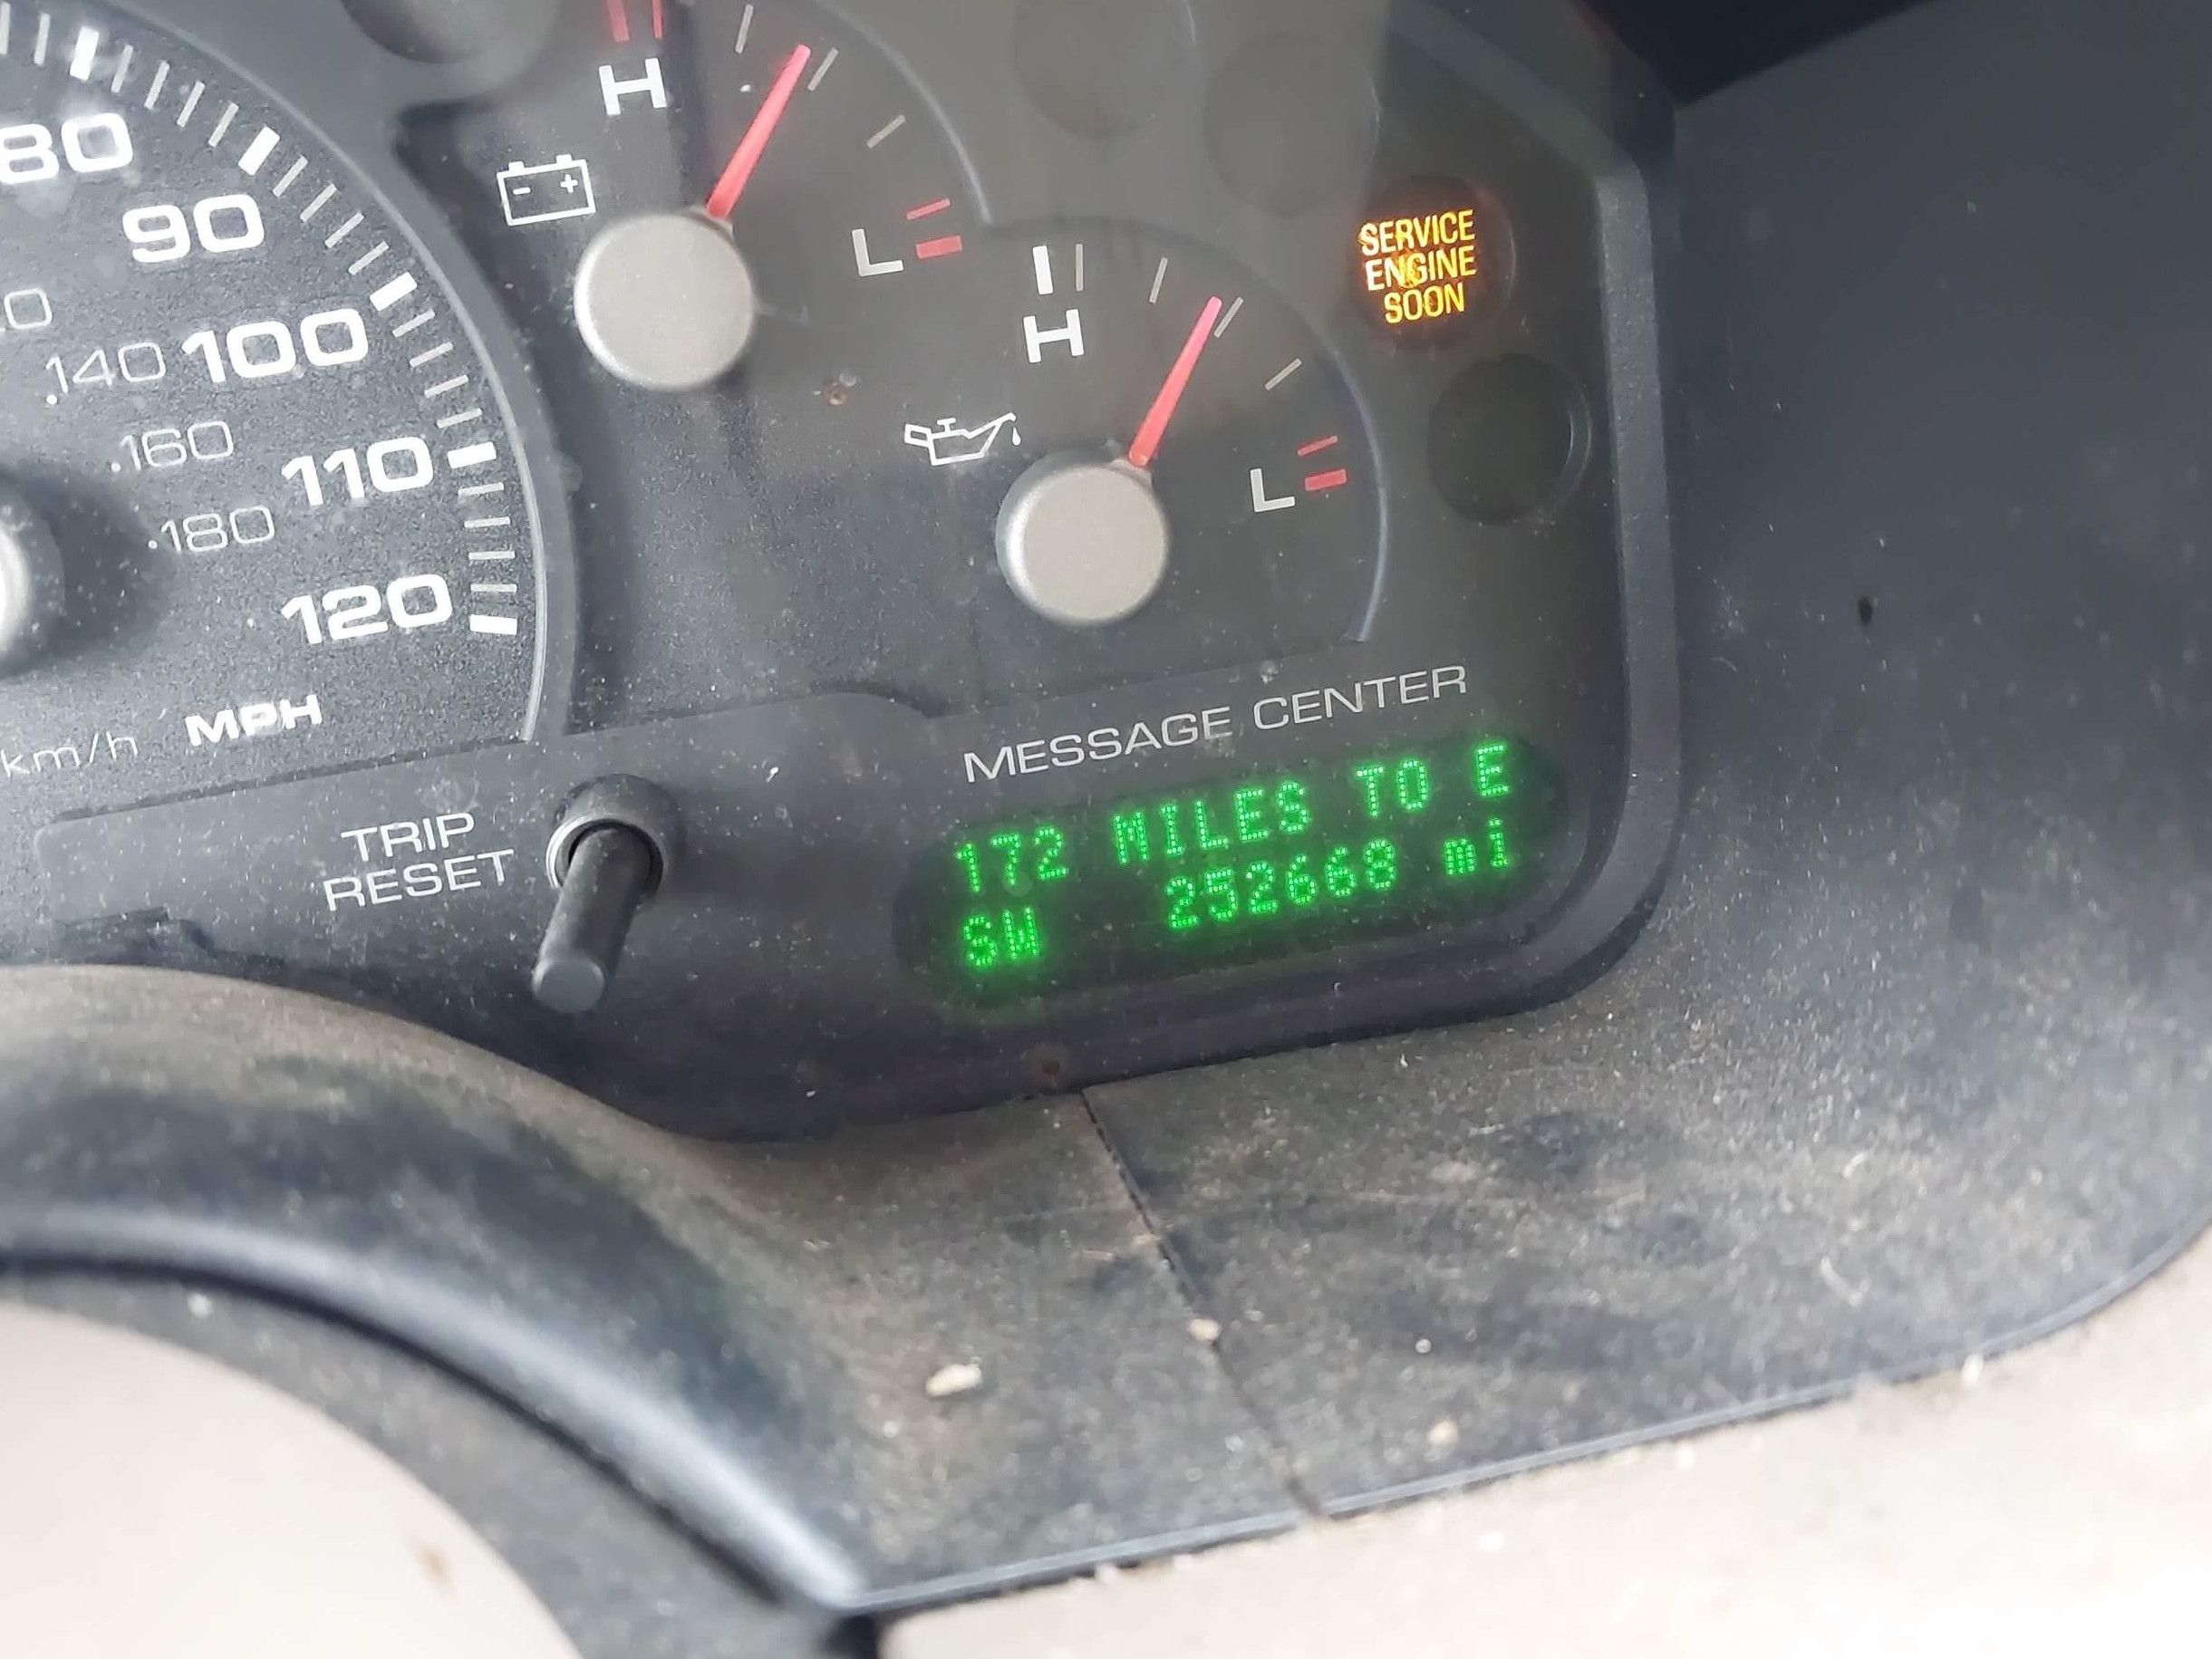 80
90
100
110
120
140
160
180
km/h MPH
H
L
H
L
SERVICE
ENGINE
SOON
TRIP
RESET
MESSAGE CENTER
172 MILES TO E
SW 252668 mi